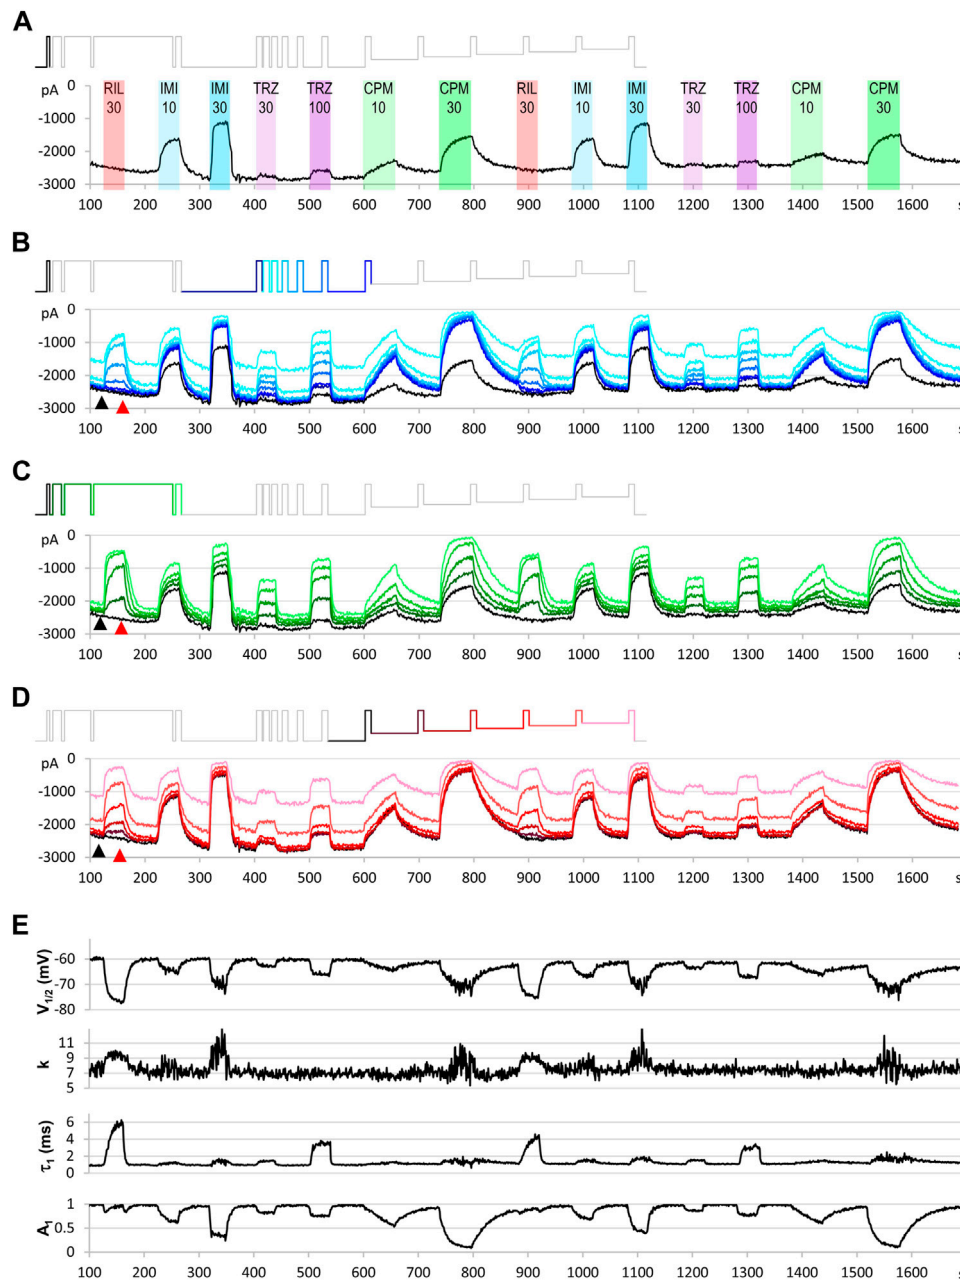 A
pA RIL IMI IMI TRZ TRZ CPM CPM RIL IMI IMI TRZ TRZ CPM CPM
0
30 10 30 30 100 10 30 30 10 30 30 100 10 30
-1000
-2000
-3000
100 200 300 400 500 600 700 800 900 1000 1100 1200 1300 1400 1500 1600 s
B
pA 0
-1000
-2000
-3000
100 200 300 400 500 600 700 800 900 1000 1100 1200 1300 1400 1500 1600 s
C
pA 0
-1000
-2000
-3000
100 200 300 400 500 600 700 800 900 1000 1100 1200 1300 1400 1500 1600 s
D
pA 0
-1000
-2000
-3000
100 200 300 400 500 600 700 800 900 1000 1100 1200 1300 1400 1500 1600 s
E
V1/2 (mV)
-60
-70
-80
k
11
9
7
5
τ1 (ms)
6
4
2
0
A1
1
0.5
0
100 200 300 400 500 600 700 800 900 1000 1100 1200 1300 1400 1500 1600 s